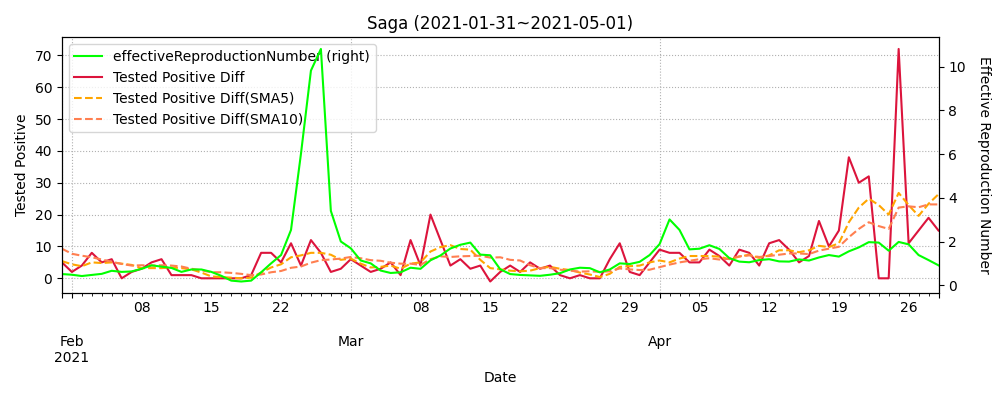 Saga (2021-01-31~2021-05-01)
effectiveReproductionNumber (right)
Tested Positive Diff
Tested Positive Diff(SMA5)
Tested Positive Diff(SMA10)
Tested Positive
70
60
50
40
30
20
10
0
Effective Reproduction Number
10
8
6
4
2
0
08 15 22 08 15 22 29 05 12 19 26
Feb Mar Apr
2021
Date